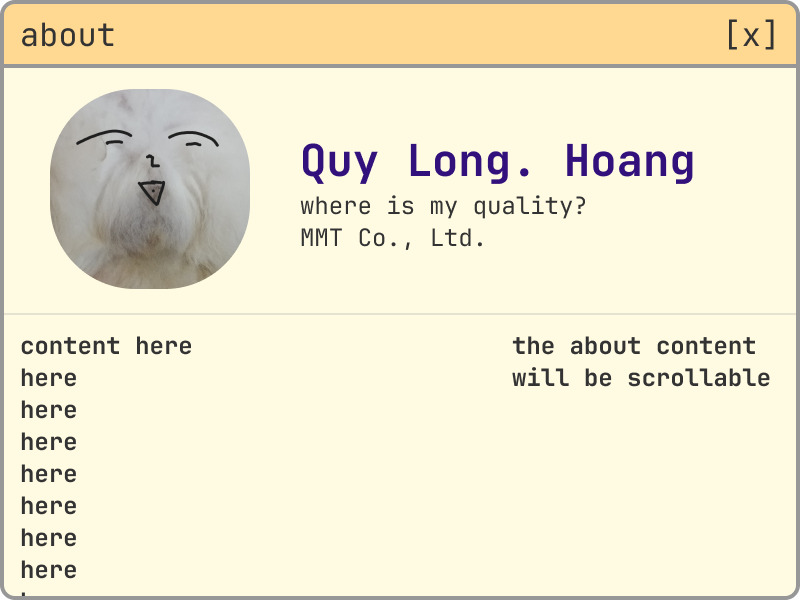 about [x]
Quy Long. Hoang
where is my quality?
MMT Co., Ltd.
content here
here
here
here
here
here
here
here
the about content
will be scrollable